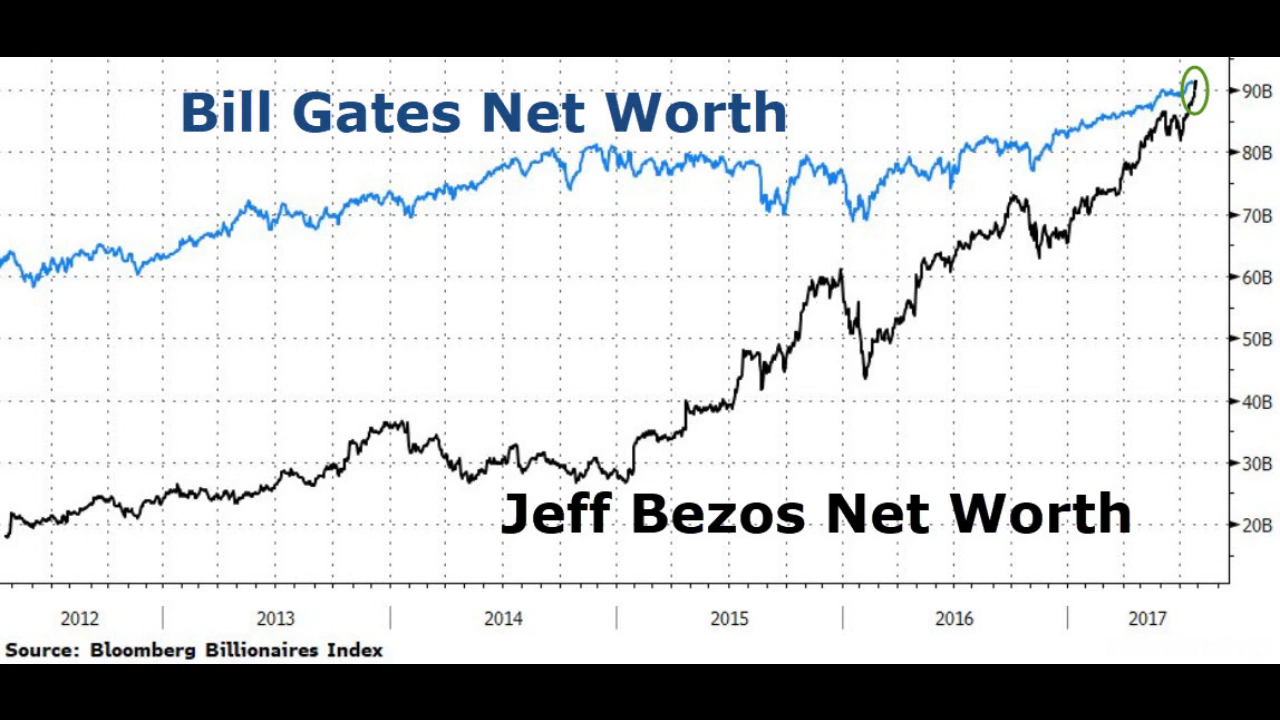 Bill Gates Net Worth
90B
80B
70B
60B
50B
40B
30B
Jeff Bezos Net Worth
20B
2012 2013 2014 2015 2016 2017
Source: Bloomberg Billionaires Index